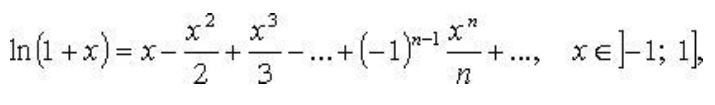 ln(1 + x) = x - x²/2 + x³/3 - ... + (-1)ⁿ⁻¹ xⁿ/n + ..., x ∈ ]-1; 1],